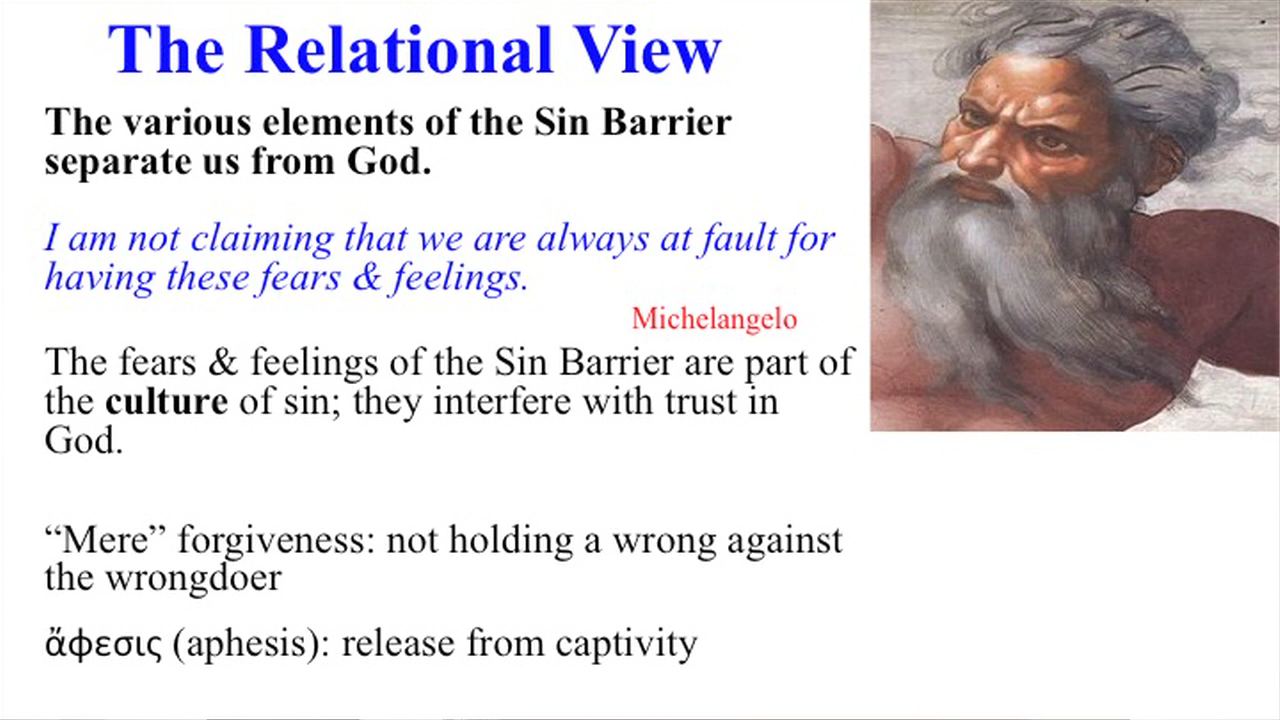 The Relational View
The various elements of the Sin Barrier
separate us from God.
I am not claiming that we are always at fault for
having these fears & feelings.
Michelangelo
The fears & feelings of the Sin Barrier are part of
the culture of sin; they interfere with trust in
God.
“Mere” forgiveness: not holding a wrong against
the wrongdoer
ἄφεσις (aphesis): release from captivity